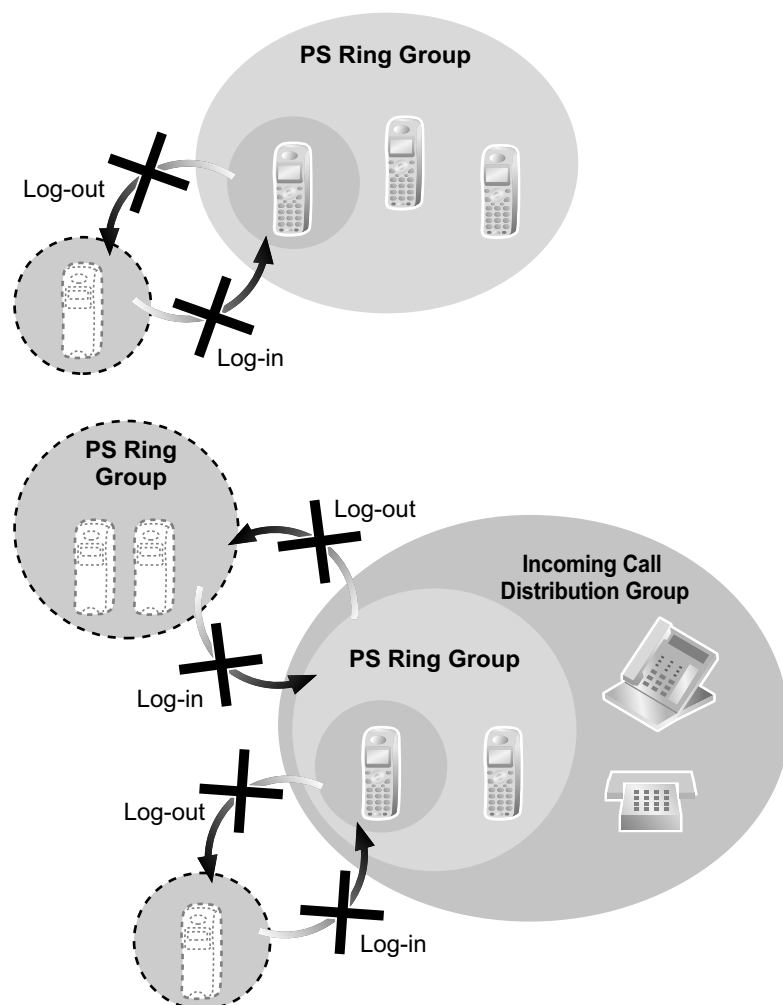 PS Ring Group
Log-out
Log-in
PS Ring
Group
Log-out
Incoming Call
Distribution Group
PS Ring Group
Log-in
Log-out
Log-in